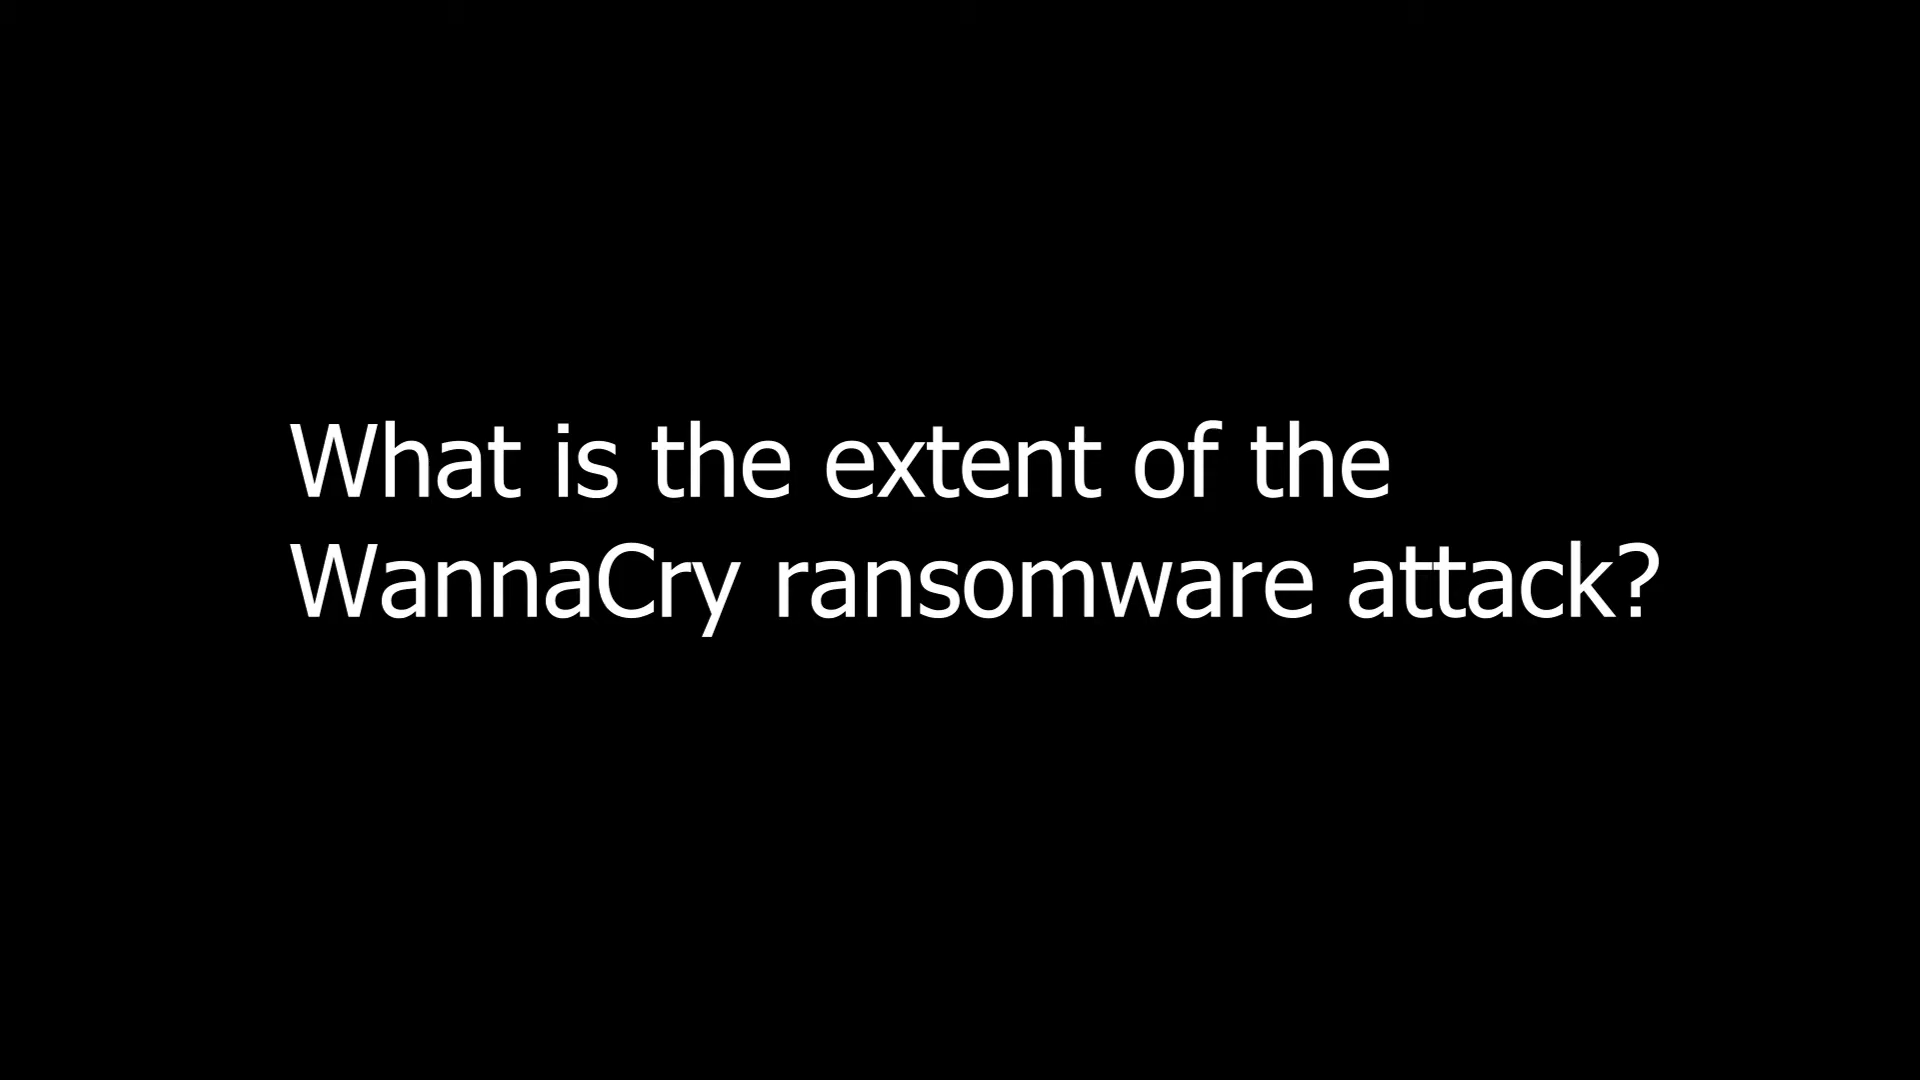 What is the extent of the
WannaCry ransomware attack?